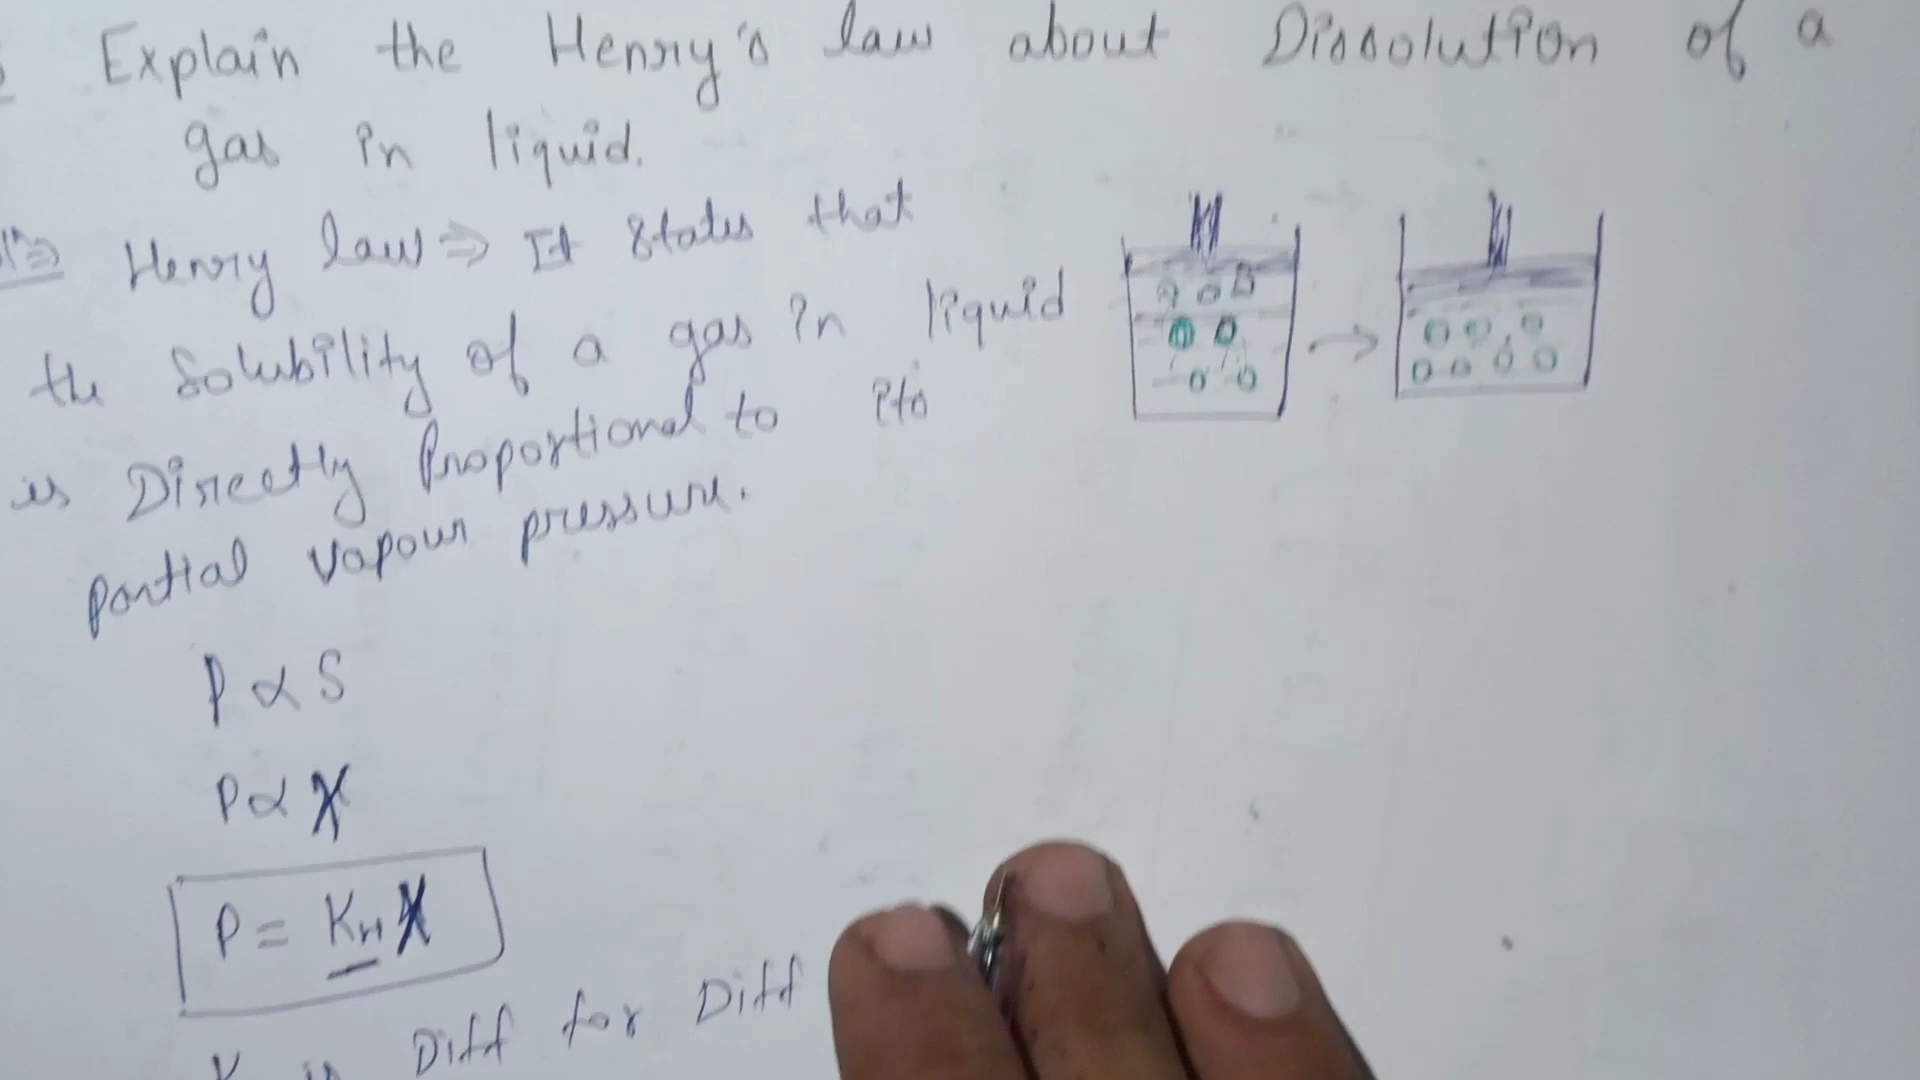 Explain the Henry's law about Dissolution of a
gas in liquid.
Henry law ⇒ It States that
the Solubility of a gas in liquid
is Directly Proportional to its
partial vapour pressure.
P α S
P α X
P = KH X
K is Diff for Diff